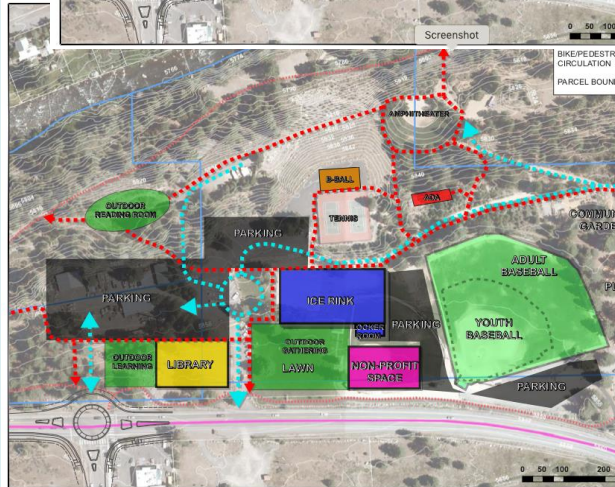 0 50 100
Screenshot
BIKE/PEDESTR
CIRCULATION
PARCEL BOUND
AMPHITHEATER
B-BALL
ADA
OUTDOOR
READING ROOM
TENNIS
COMMUN
GARDE
PARKING
ADULT
BASEBALL
PARKING
ICE RINK
YOUTH
BASEBALL
LOCKER
ROOM
PARKING
OUTDOOR
LEARNING
LIBRARY
OUTDOOR
GATHERING
LAWN
NON-PROFIT
SPACE
PARKING
0 50 100 200